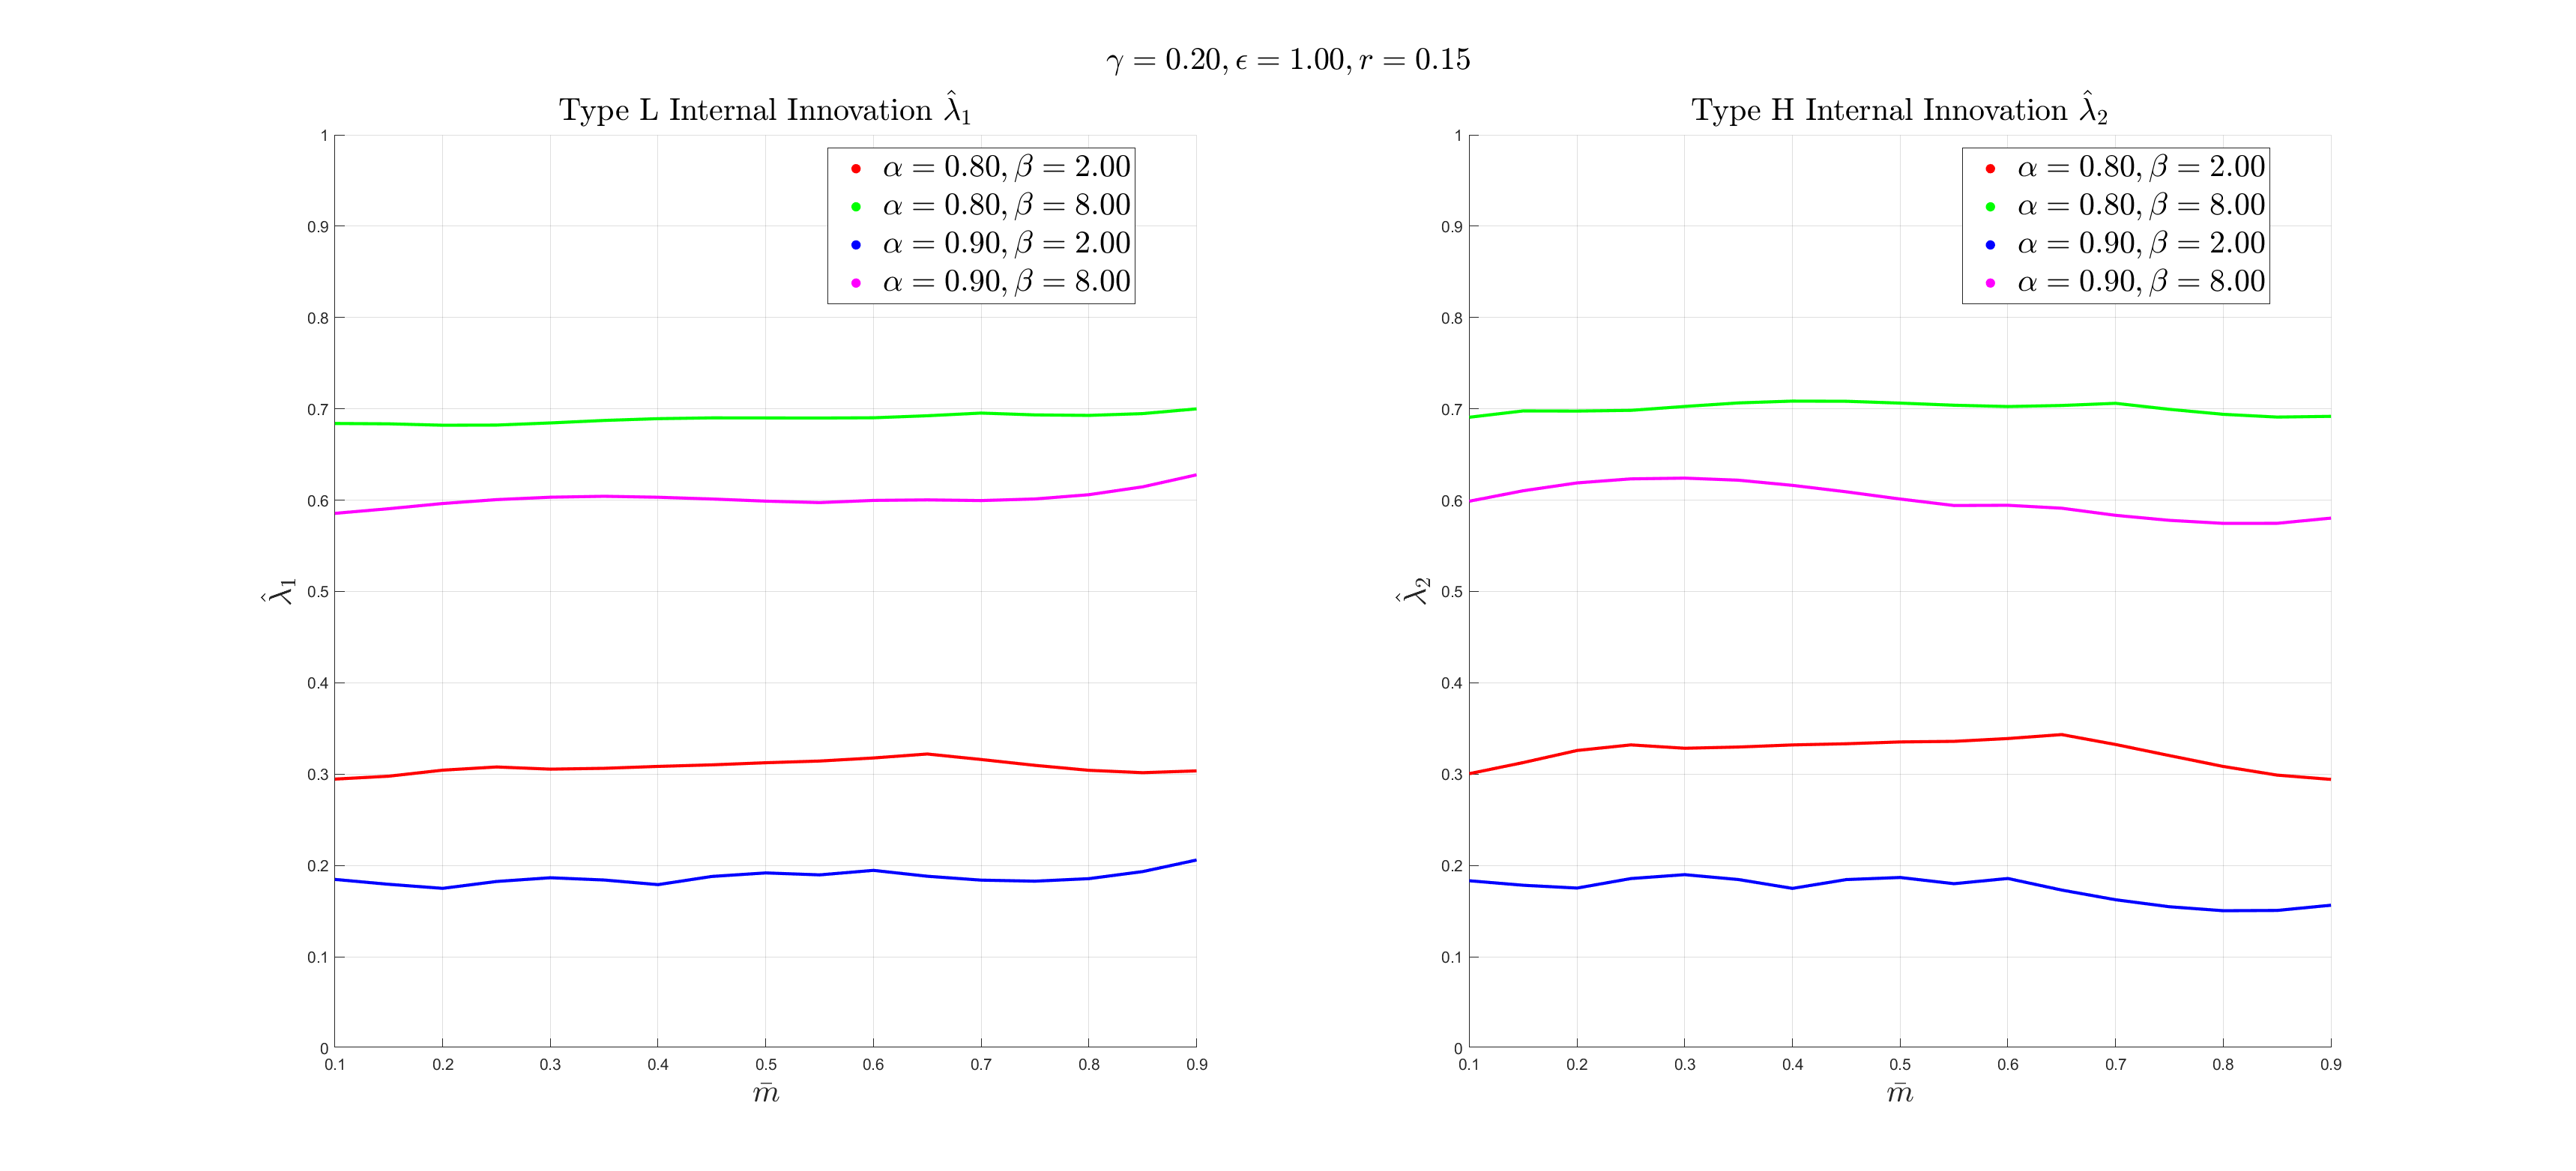 γ = 0.20, ϵ = 1.00, r = 0.15
Type L Internal Innovation λ̂₁
1
0.9
0.8
0.7
0.6
0.5
0.4
0.3
0.2
0.1
0
λ̂₁
α = 0.80, β = 2.00
α = 0.80, β = 8.00
α = 0.90, β = 2.00
α = 0.90, β = 8.00
0.1 0.2 0.3 0.4 0.5 0.6 0.7 0.8 0.9
m̄
Type H Internal Innovation λ̂₂
1
0.9
0.8
0.7
0.6
0.5
0.4
0.3
0.2
0.1
0
λ̂₂
α = 0.80, β = 2.00
α = 0.80, β = 8.00
α = 0.90, β = 2.00
α = 0.90, β = 8.00
0.1 0.2 0.3 0.4 0.5 0.6 0.7 0.8 0.9
m̄